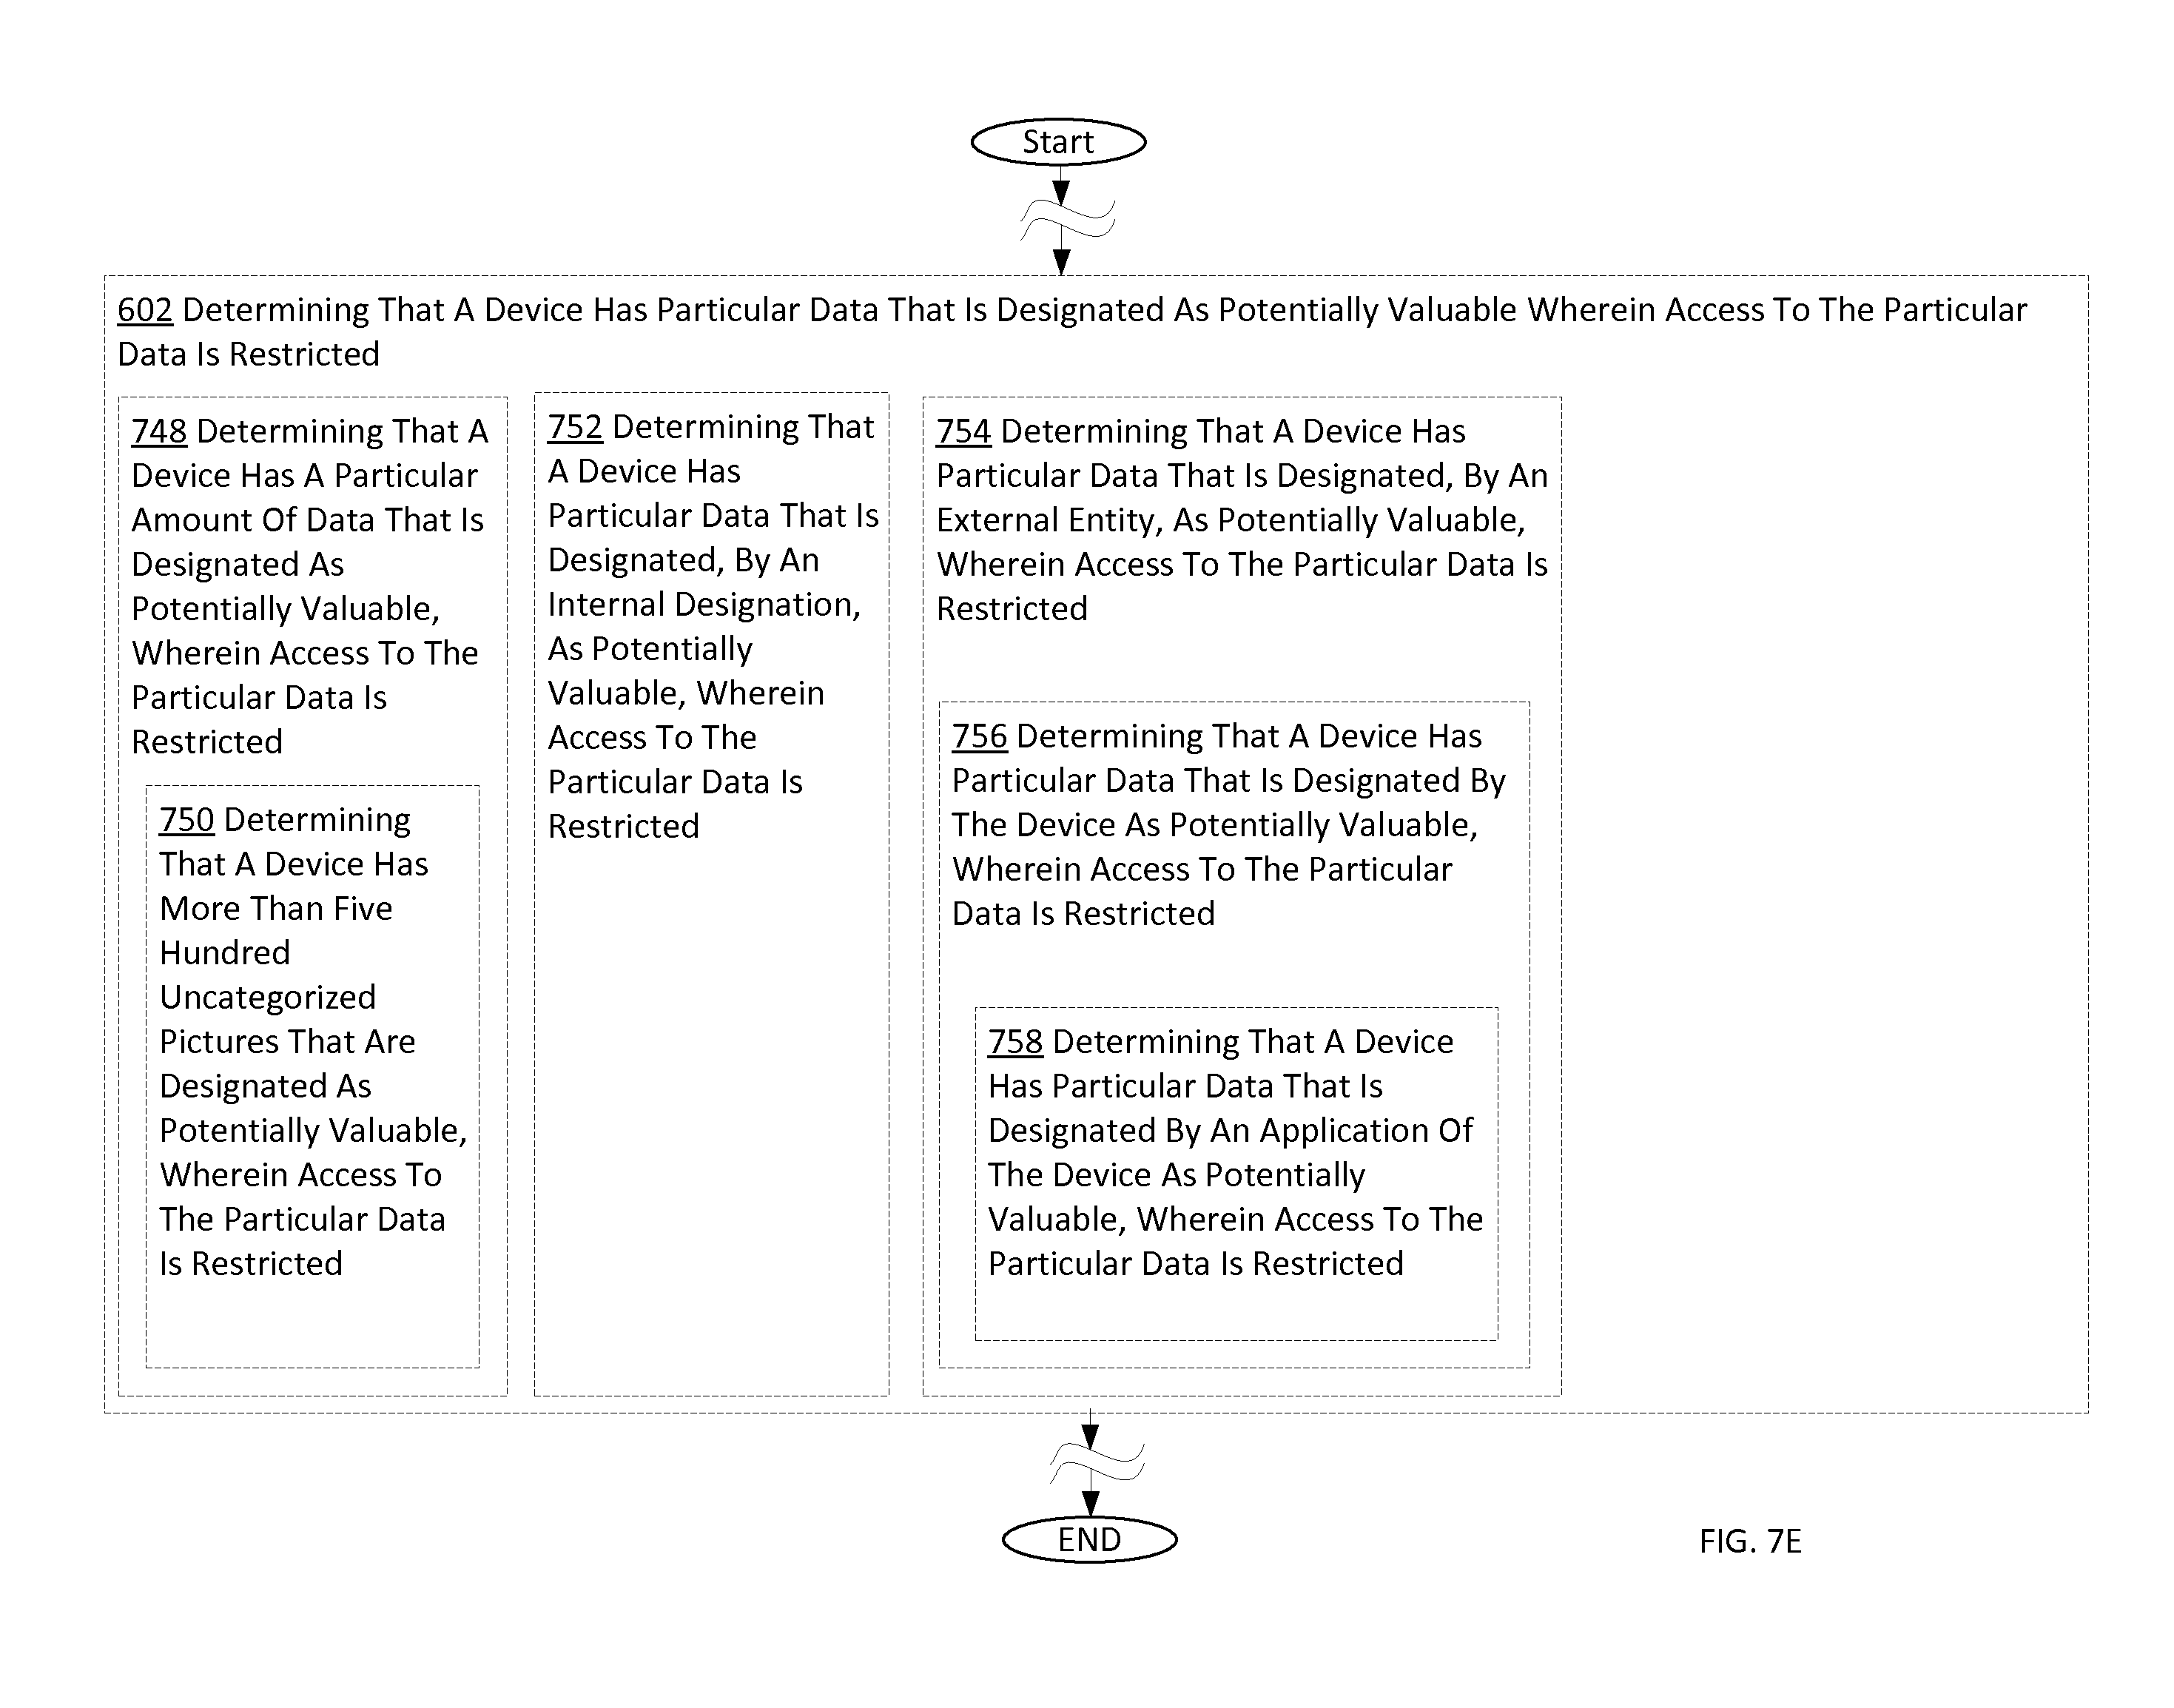 Start
602 Determining That A Device Has Particular Data That Is Designated As Potentially Valuable Wherein Access To The Particular
Data Is Restricted
748 Determining That A
Device Has A Particular
Amount Of Data That Is
Designated As
Potentially Valuable,
Wherein Access To The
Particular Data Is
Restricted
750 Determining
That A Device Has
More Than Five
Hundred
Uncategorized
Pictures That Are
Designated As
Potentially Valuable,
Wherein Access To
The Particular Data
Is Restricted
752 Determining That
A Device Has
Particular Data That Is
Designated, By An
Internal Designation,
As Potentially
Valuable, Wherein
Access To The
Particular Data Is
Restricted
754 Determining That A Device Has
Particular Data That Is Designated, By An
External Entity, As Potentially Valuable,
Wherein Access To The Particular Data Is
Restricted
756 Determining That A Device Has
Particular Data That Is Designated By
The Device As Potentially Valuable,
Wherein Access To The Particular
Data Is Restricted
758 Determining That A Device
Has Particular Data That Is
Designated By An Application Of
The Device As Potentially
Valuable, Wherein Access To The
Particular Data Is Restricted
END
FIG. 7E